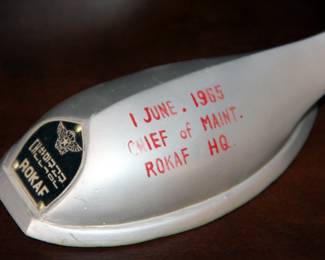 1 JUNE. 1965
CHIEF of MAINT.
ROKAF HQ.
ROKAF